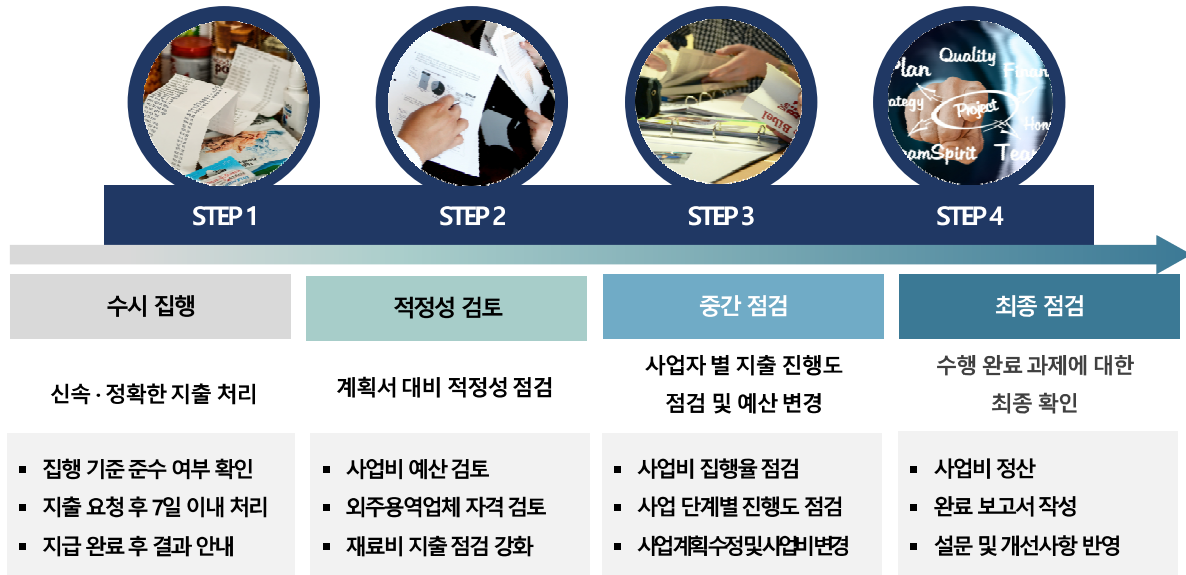 Quality
Plan
Finan
ategy
Project
Hon
eamSpirit
Tea
Bibel
STEP 1
STEP 2
STEP 3
STEP 4
수시 집행
적정성 검토
중간 점검
최종 점검
신속 · 정확한 지출 처리
계획서 대비 적정성 점검
사업자 별 지출 진행도
점검 및 예산 변경
수행 완료 과제에 대한
최종 확인
▪ 집행 기준 준수 여부 확인
▪ 지출 요청 후 7일 이내 처리
▪ 지급 완료 후 결과 안내
▪ 사업비 예산 검토
▪ 외주용역업체 자격 검토
▪ 재료비 지출 점검 강화
▪ 사업비 집행율 점검
▪ 사업 단계별 진행도 점검
▪ 사업계획수정및사업비변경
▪ 사업비 정산
▪ 완료 보고서 작성
▪ 설문 및 개선사항 반영